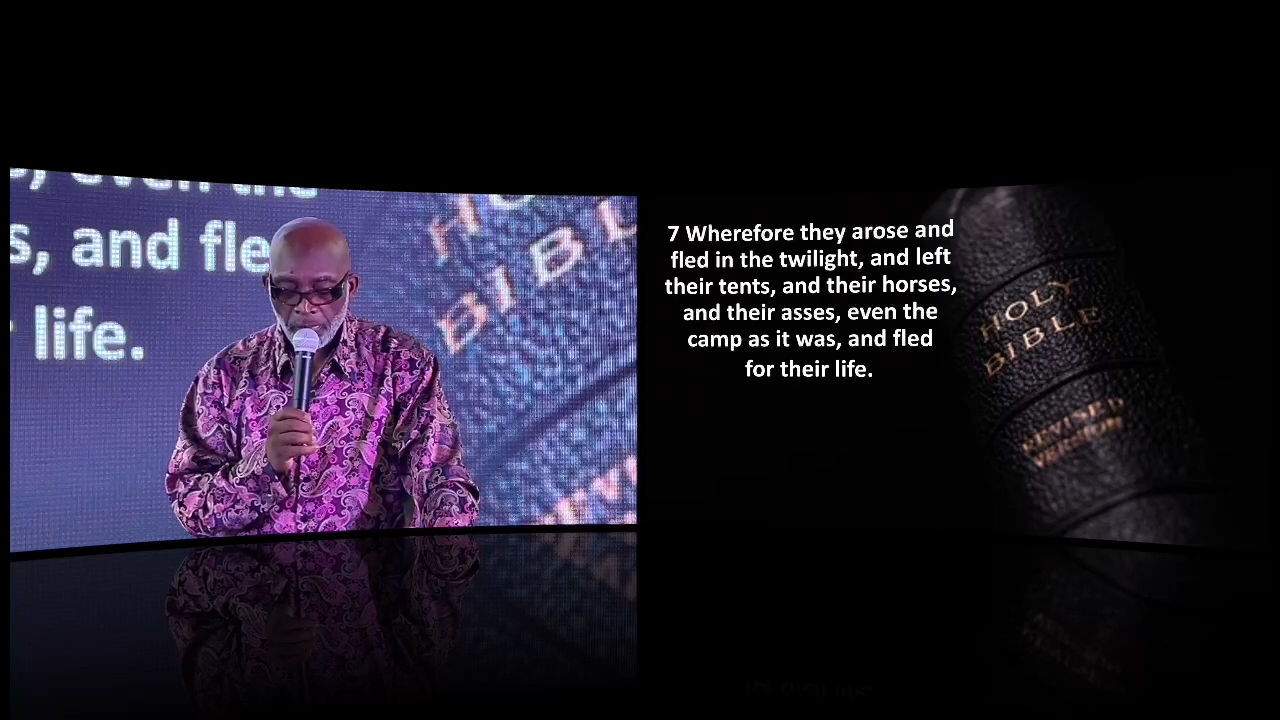 even the
s, and fle
life.
BIBL
7 Wherefore they arose and
fled in the twilight, and left
their tents, and their horses,
and their asses, even the
camp as it was, and fled
for their life.
HOLY
BIBLE
REVISED
VERSION